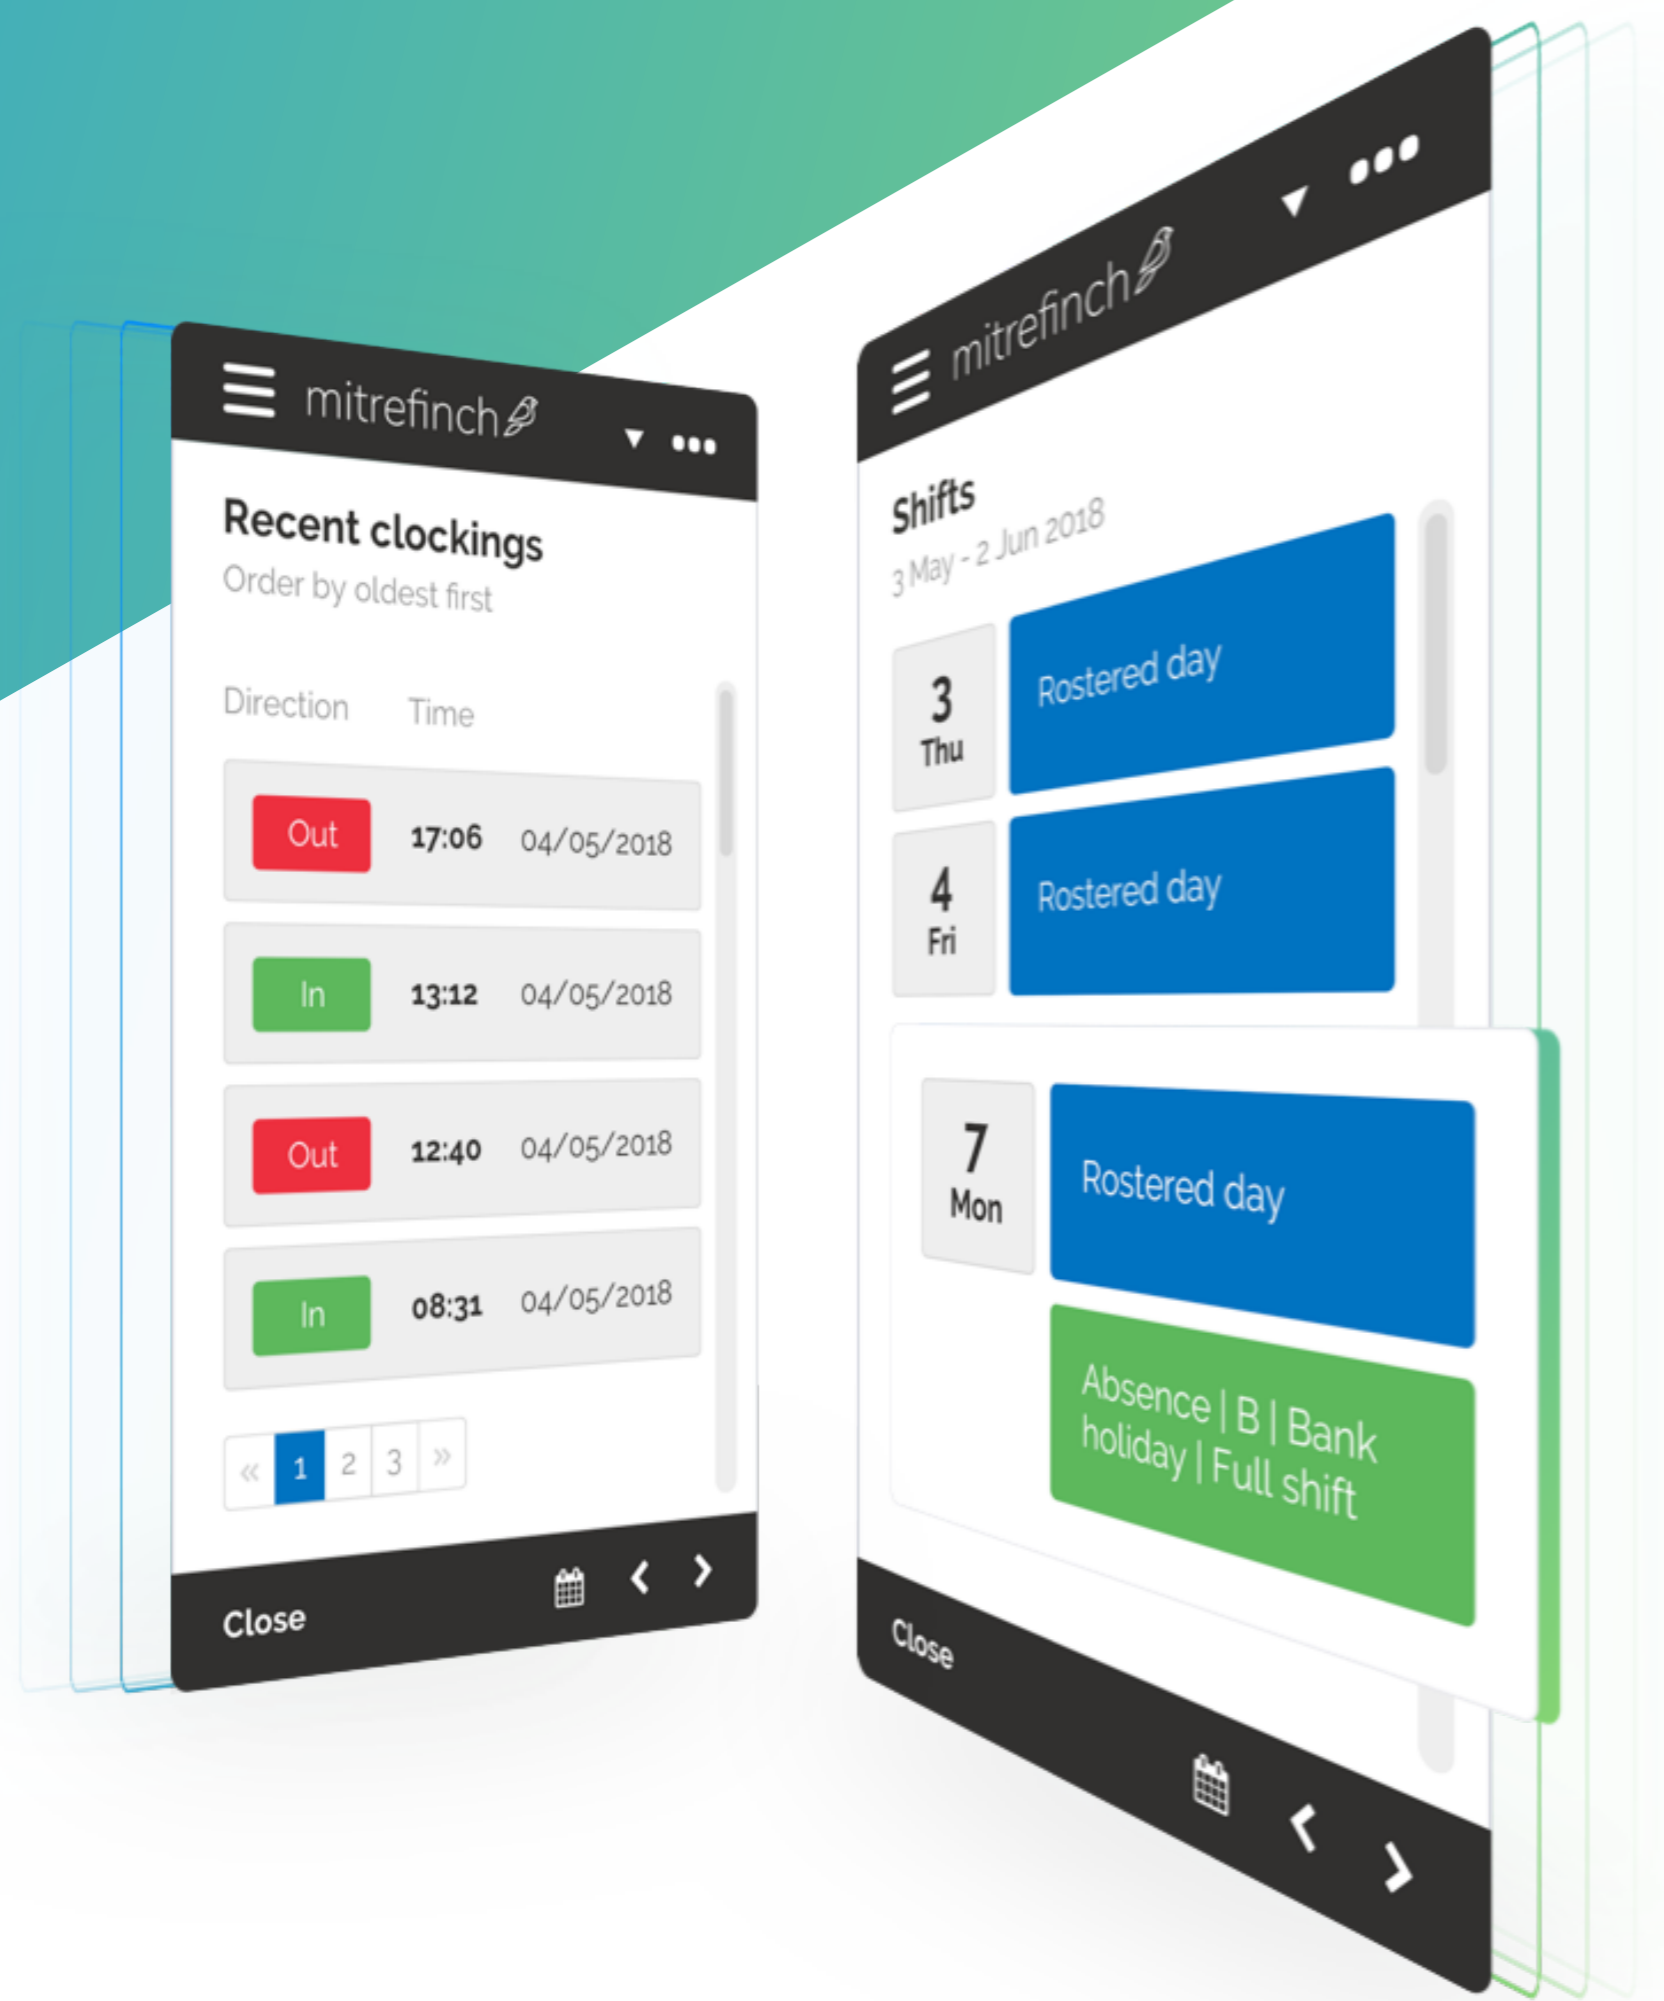 mitrefinch
Recent clockings
Order by oldest first
Direction Time
Out 17:06 04/05/2018
In 13:12 04/05/2018
Out 12:40 04/05/2018
In 08:31 04/05/2018
« 1 2 3 »
Close
mitrefinch
Shifts
3 May - 2 Jun 2018
3
Thu
Rostered day
4
Fri
Rostered day
7
Mon
Rostered day
Absence | B | Bank
holiday | Full shift
Close